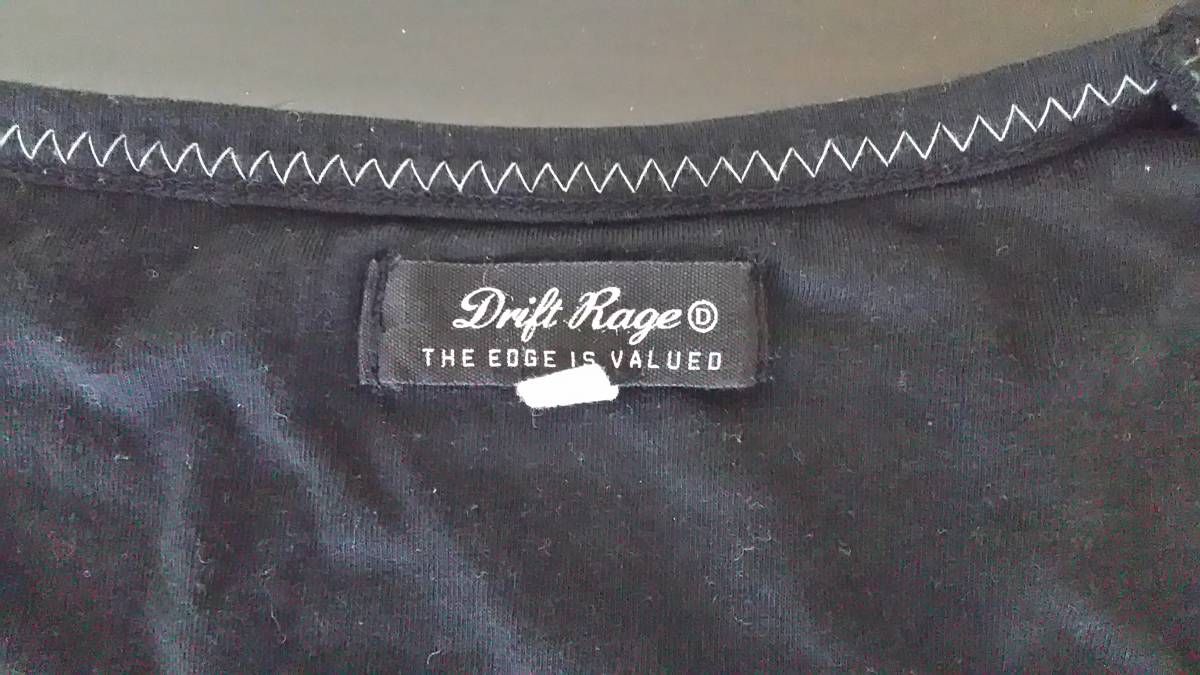 Drift Rage Ⓓ
THE EDGE IS VALUED